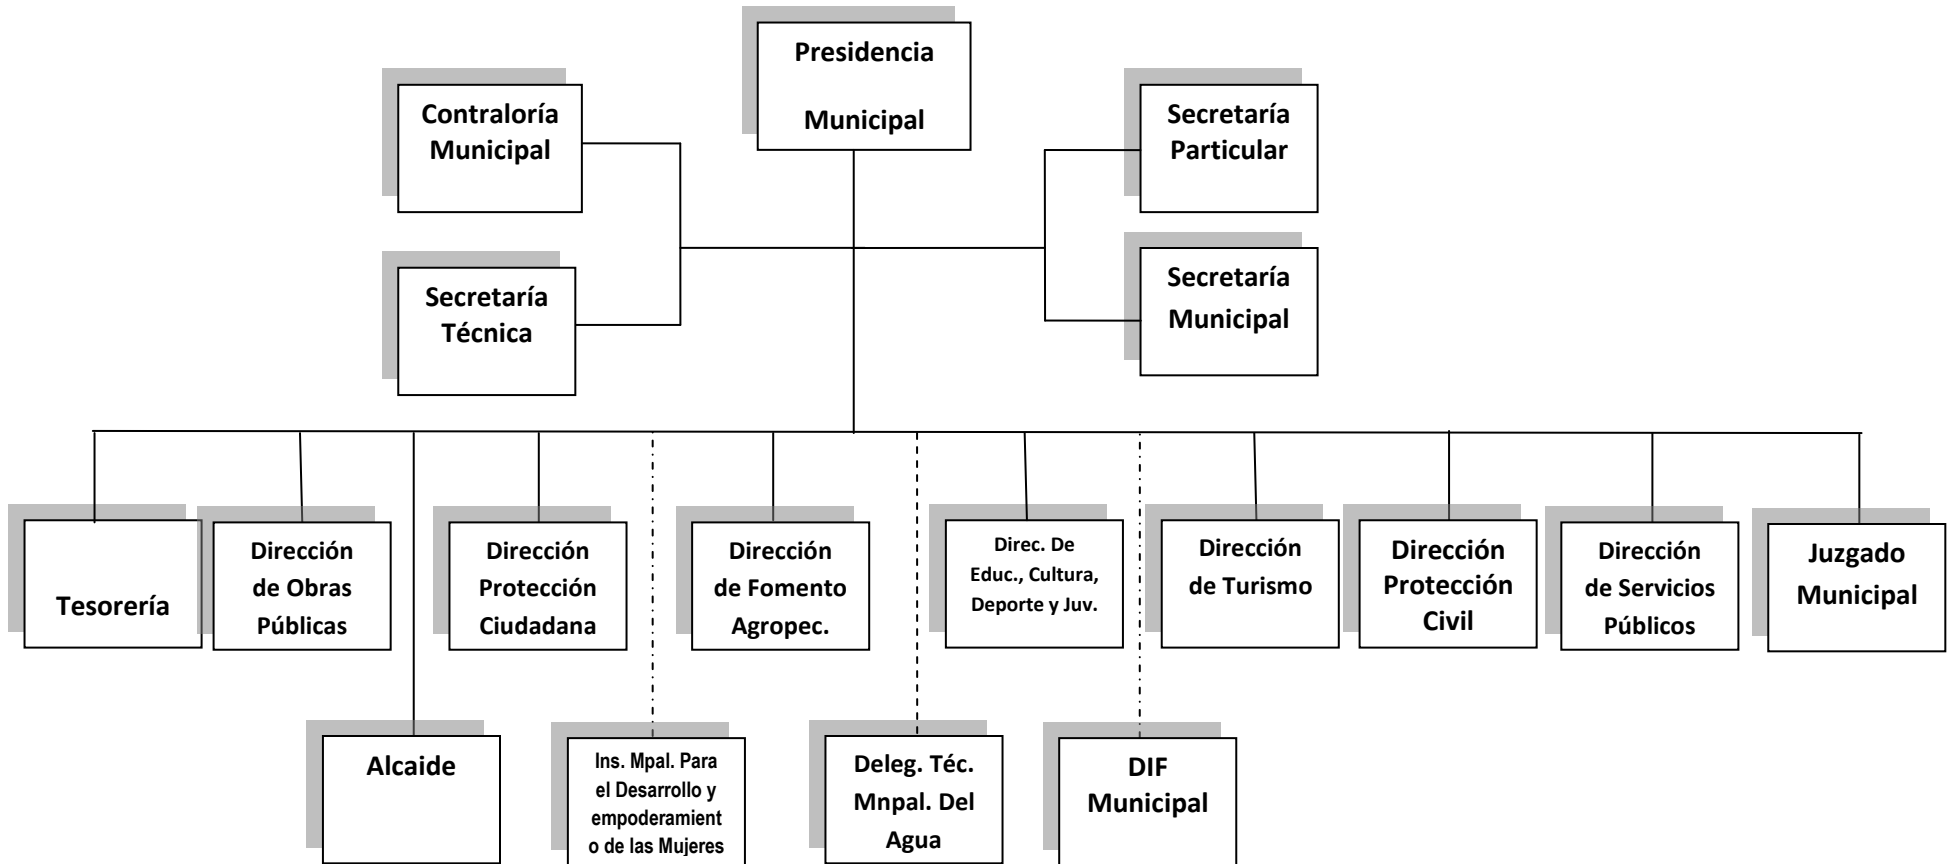 Presidencia
Municipal
Contraloría
Municipal
Secretaría
Particular
Secretaría
Técnica
Secretaría
Municipal
Tesorería
Dirección
de Obras
Públicas
Dirección
Protección
Ciudadana
Dirección
de Fomento
Agropec.
Direc. De
Educ., Cultura,
Deporte y Juv.
Dirección
de Turismo
Dirección
Protección
Civil
Dirección
de Servicios
Públicos
Juzgado
Municipal
Alcaide
Ins. Mpal. Para
el Desarrollo y
empoderamient
o de las Mujeres
Deleg. Téc.
Mnpal. Del
Agua
DIF
Municipal